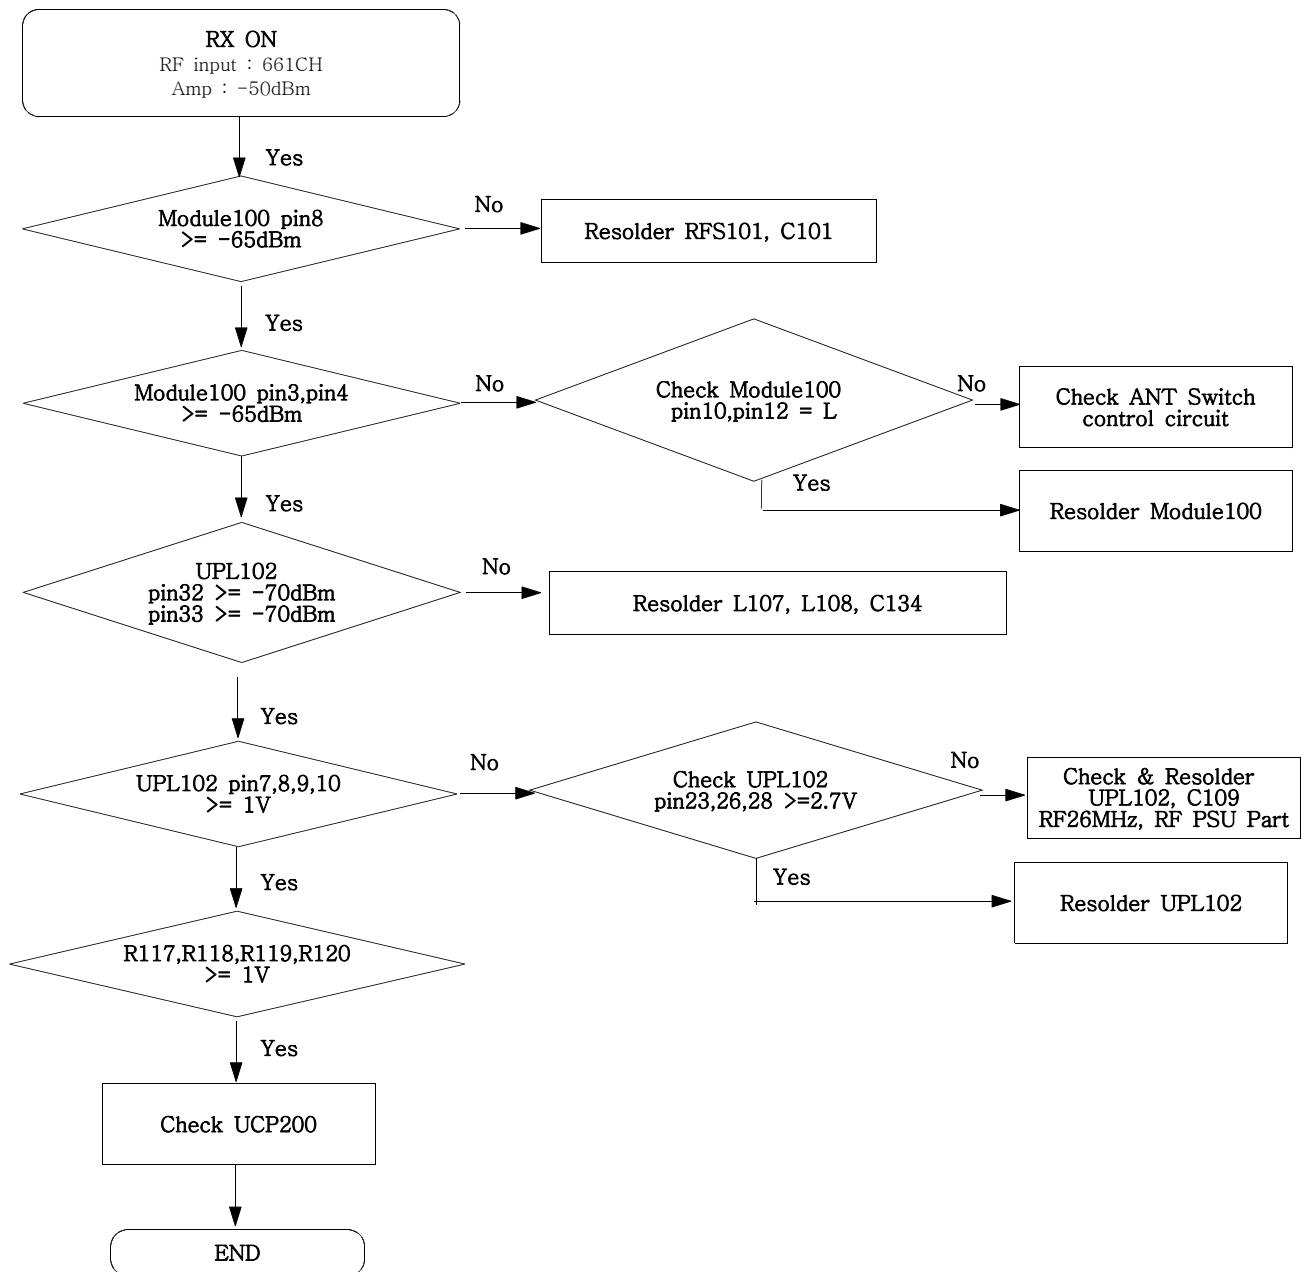 RX ON
RF input : 661CH
Amp : -50dBm
Yes
Module100 pin8
>= -65dBm
No
Resolder RFS101, C101
Yes
Module100 pin3,pin4
>= -65dBm
No
Check Module100
pin10,pin12 = L
No
Check ANT Switch
control circuit
Yes
Resolder Module100
Yes
UPL102
pin32 >= -70dBm
pin33 >= -70dBm
No
Resolder L107, L108, C134
Yes
UPL102 pin7,8,9,10
>= 1V
No
Check UPL102
pin23,26,28 >=2.7V
No
Check & Resolder
UPL102, C109
RF26MHz, RF PSU Part
Yes
Resolder UPL102
Yes
R117,R118,R119,R120
>= 1V
Yes
Check UCP200
END